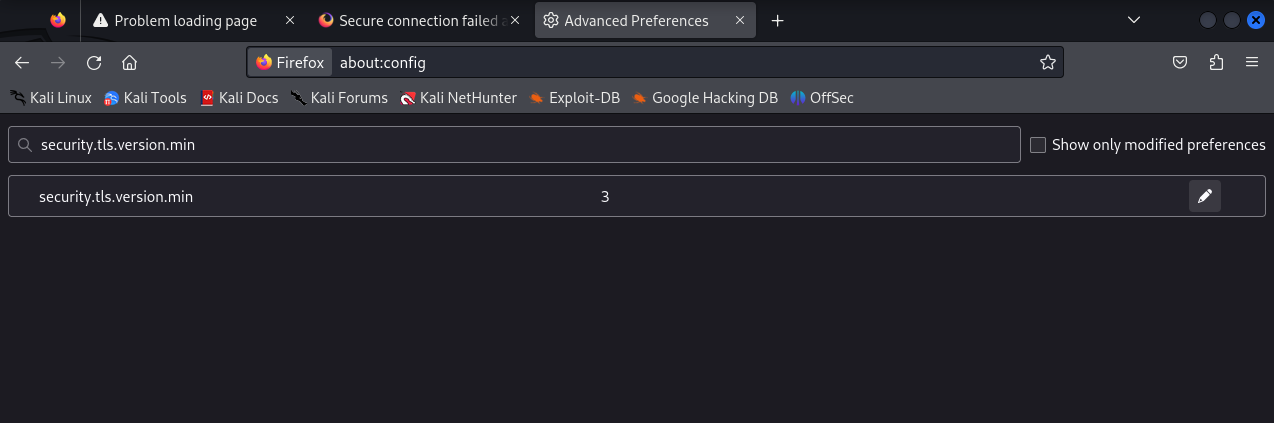 Problem loading page
Secure connection failed a
Advanced Preferences
Firefox
about:config
Kali Linux
Kali Tools
Kali Docs
Kali Forums
Kali NetHunter
Exploit-DB
Google Hacking DB
OffSec
security.tls.version.min
Show only modified preferences
security.tls.version.min
3